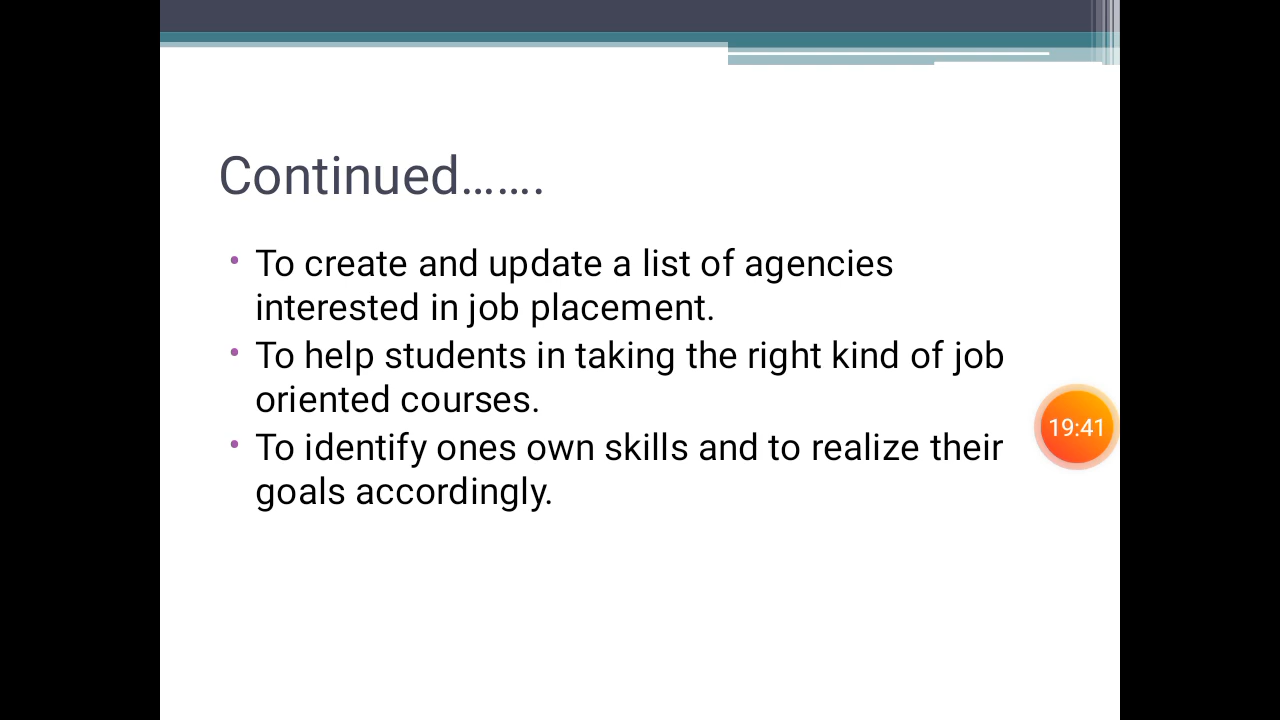 Continued…….
• To create and update a list of agencies
interested in job placement.
• To help students in taking the right kind of job
oriented courses.
• To identify ones own skills and to realize their
goals accordingly.
19:41